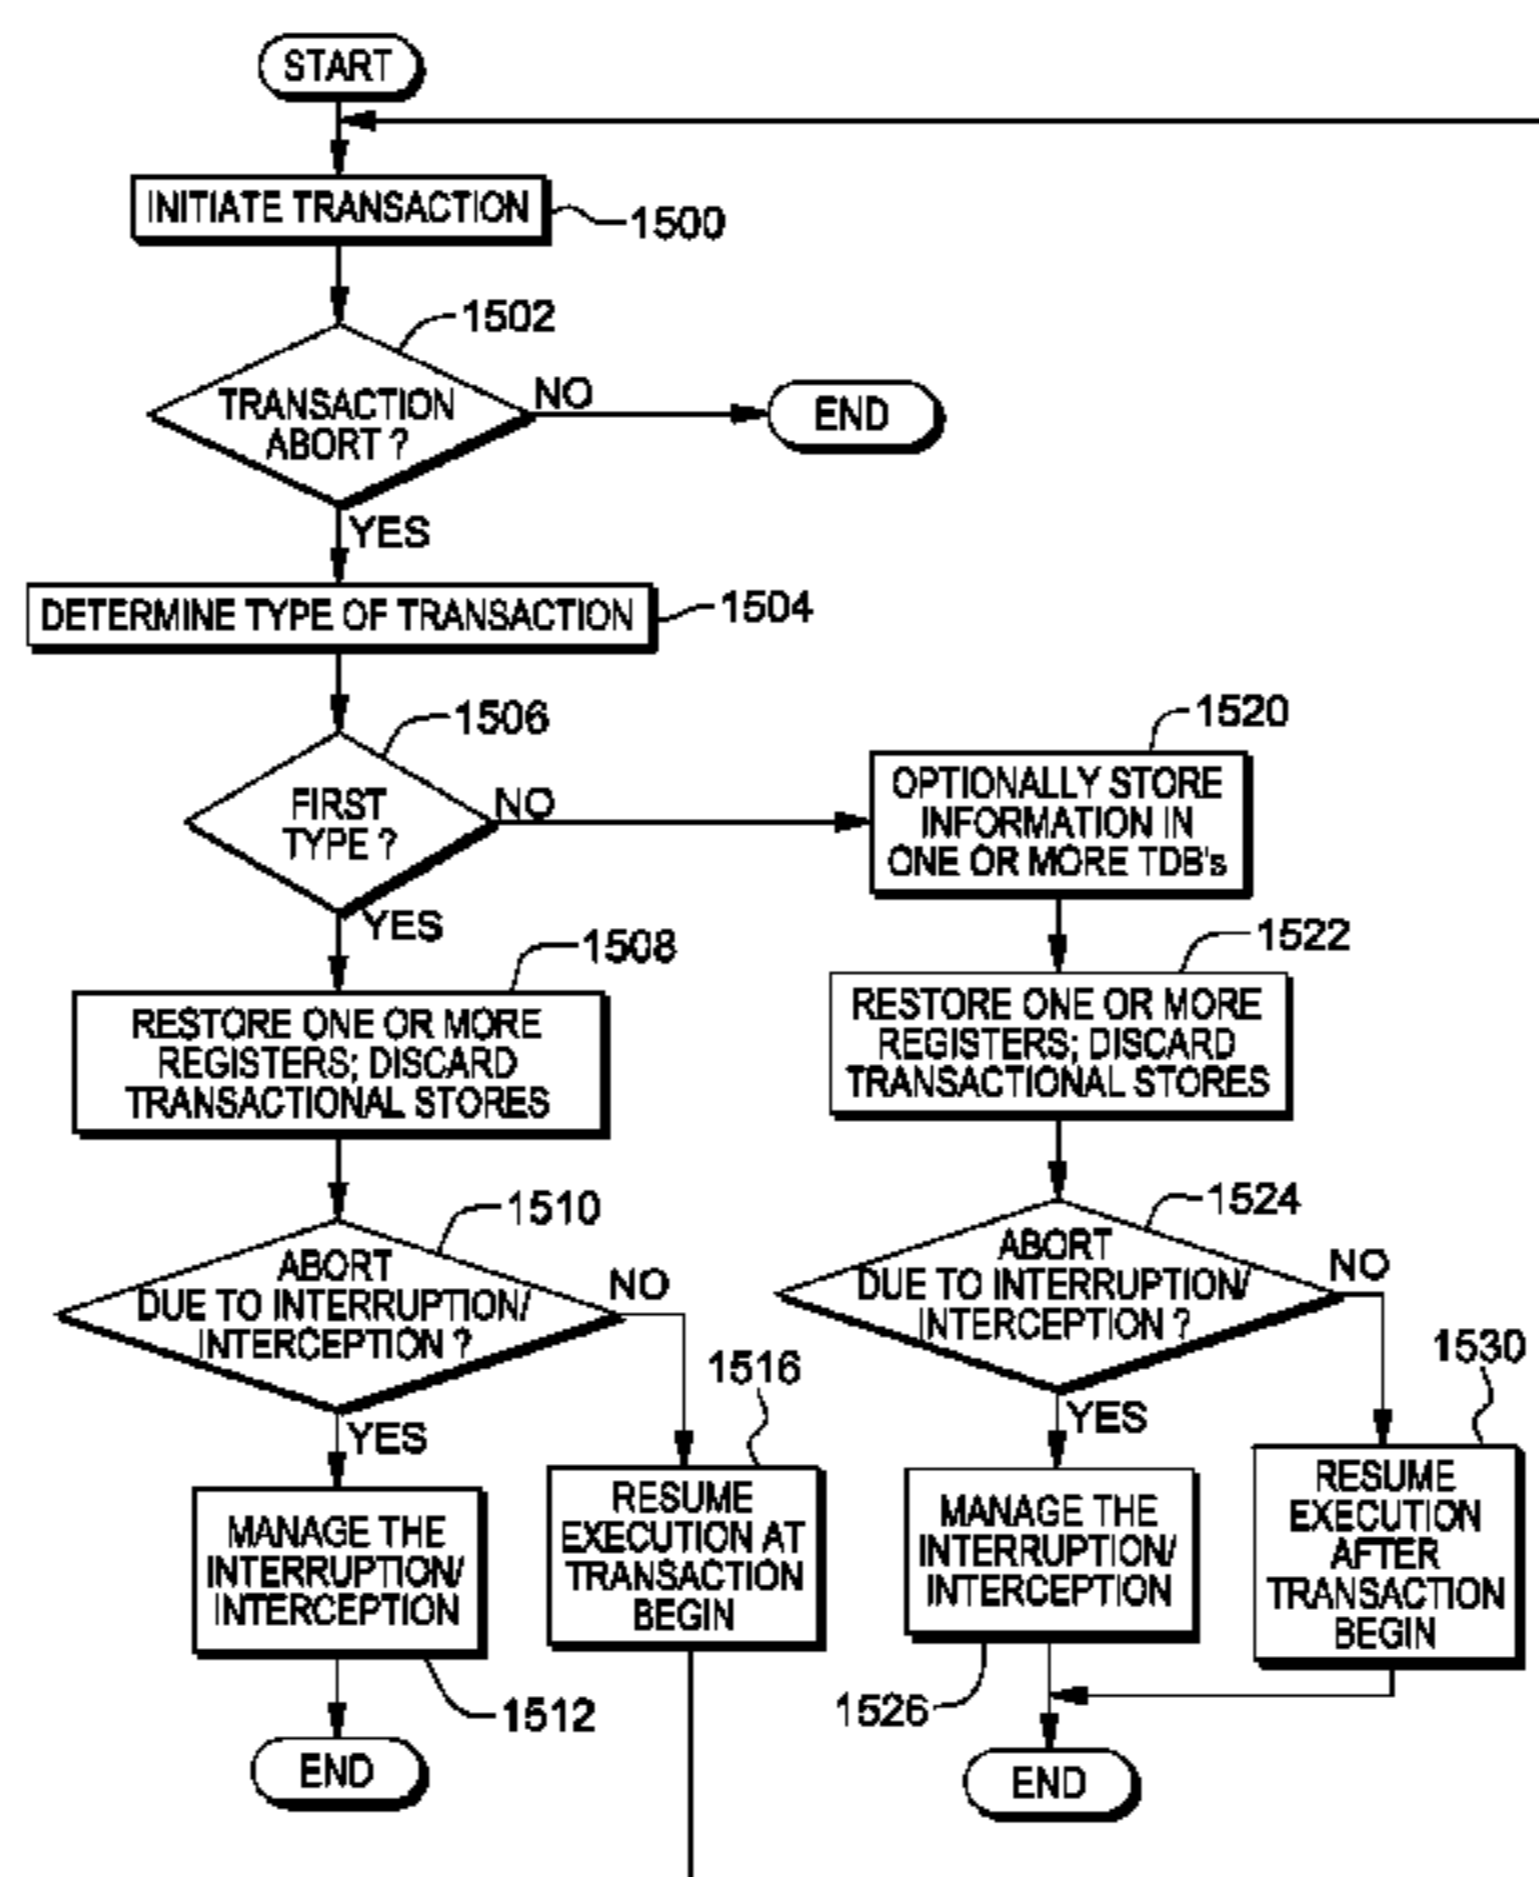 START
INITIATE TRANSACTION
1500
1502
TRANSACTION
ABORT ?
NO
END
YES
DETERMINE TYPE OF TRANSACTION
1504
1506
FIRST
TYPE ?
NO
YES
1520
OPTIONALLY STORE
INFORMATION IN
ONE OR MORE TDB's
1508
RESTORE ONE OR MORE
REGISTERS; DISCARD
TRANSACTIONAL STORES
1522
RESTORE ONE OR MORE
REGISTERS; DISCARD
TRANSACTIONAL STORES
1510
ABORT
DUE TO INTERRUPTION/
INTERCEPTION ?
NO
YES
1524
ABORT
DUE TO INTERRUPTION/
INTERCEPTION ?
NO
YES
1512
MANAGE THE
INTERRUPTION/
INTERCEPTION
END
1516
RESUME
EXECUTION AT
TRANSACTION
BEGIN
1526
MANAGE THE
INTERRUPTION/
INTERCEPTION
1530
RESUME
EXECUTION
AFTER
TRANSACTION
BEGIN
END